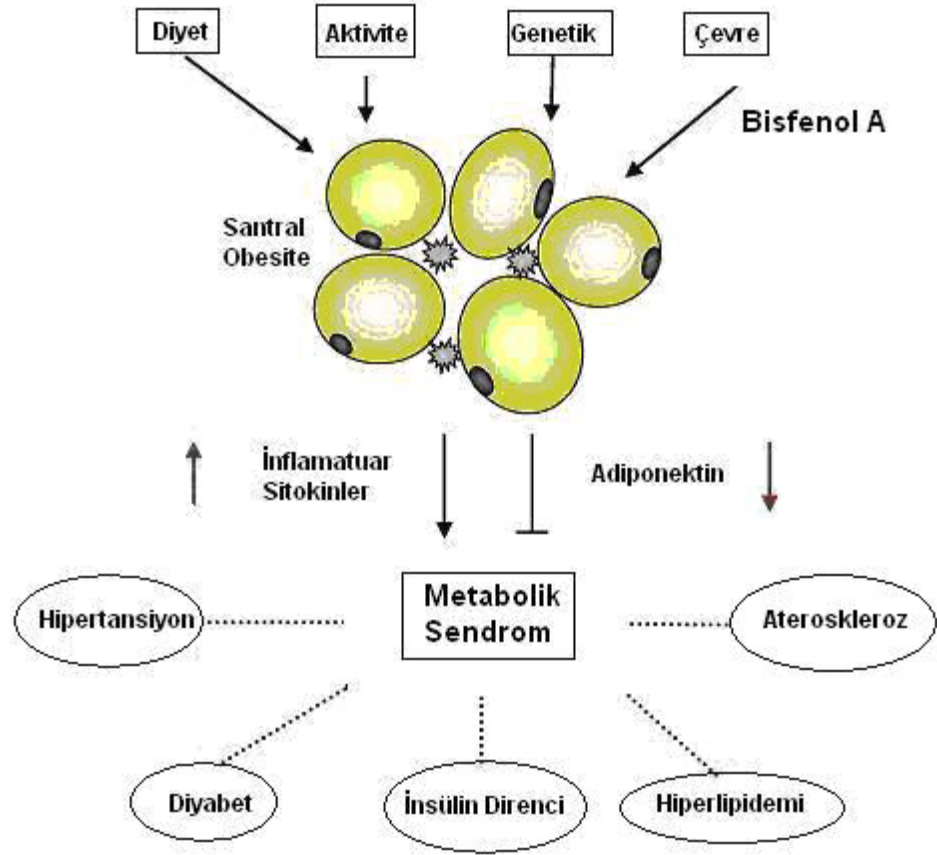 Diyet
Aktivite
Genetik
Çevre
Bisfenol A
Santral
Obesite
İnflamatuar
Sitokinler
Adiponektin
Metabolik
Sendrom
Hipertansiyon
Ateroskleroz
Diyabet
İnsülin Direnci
Hiperlipidemi